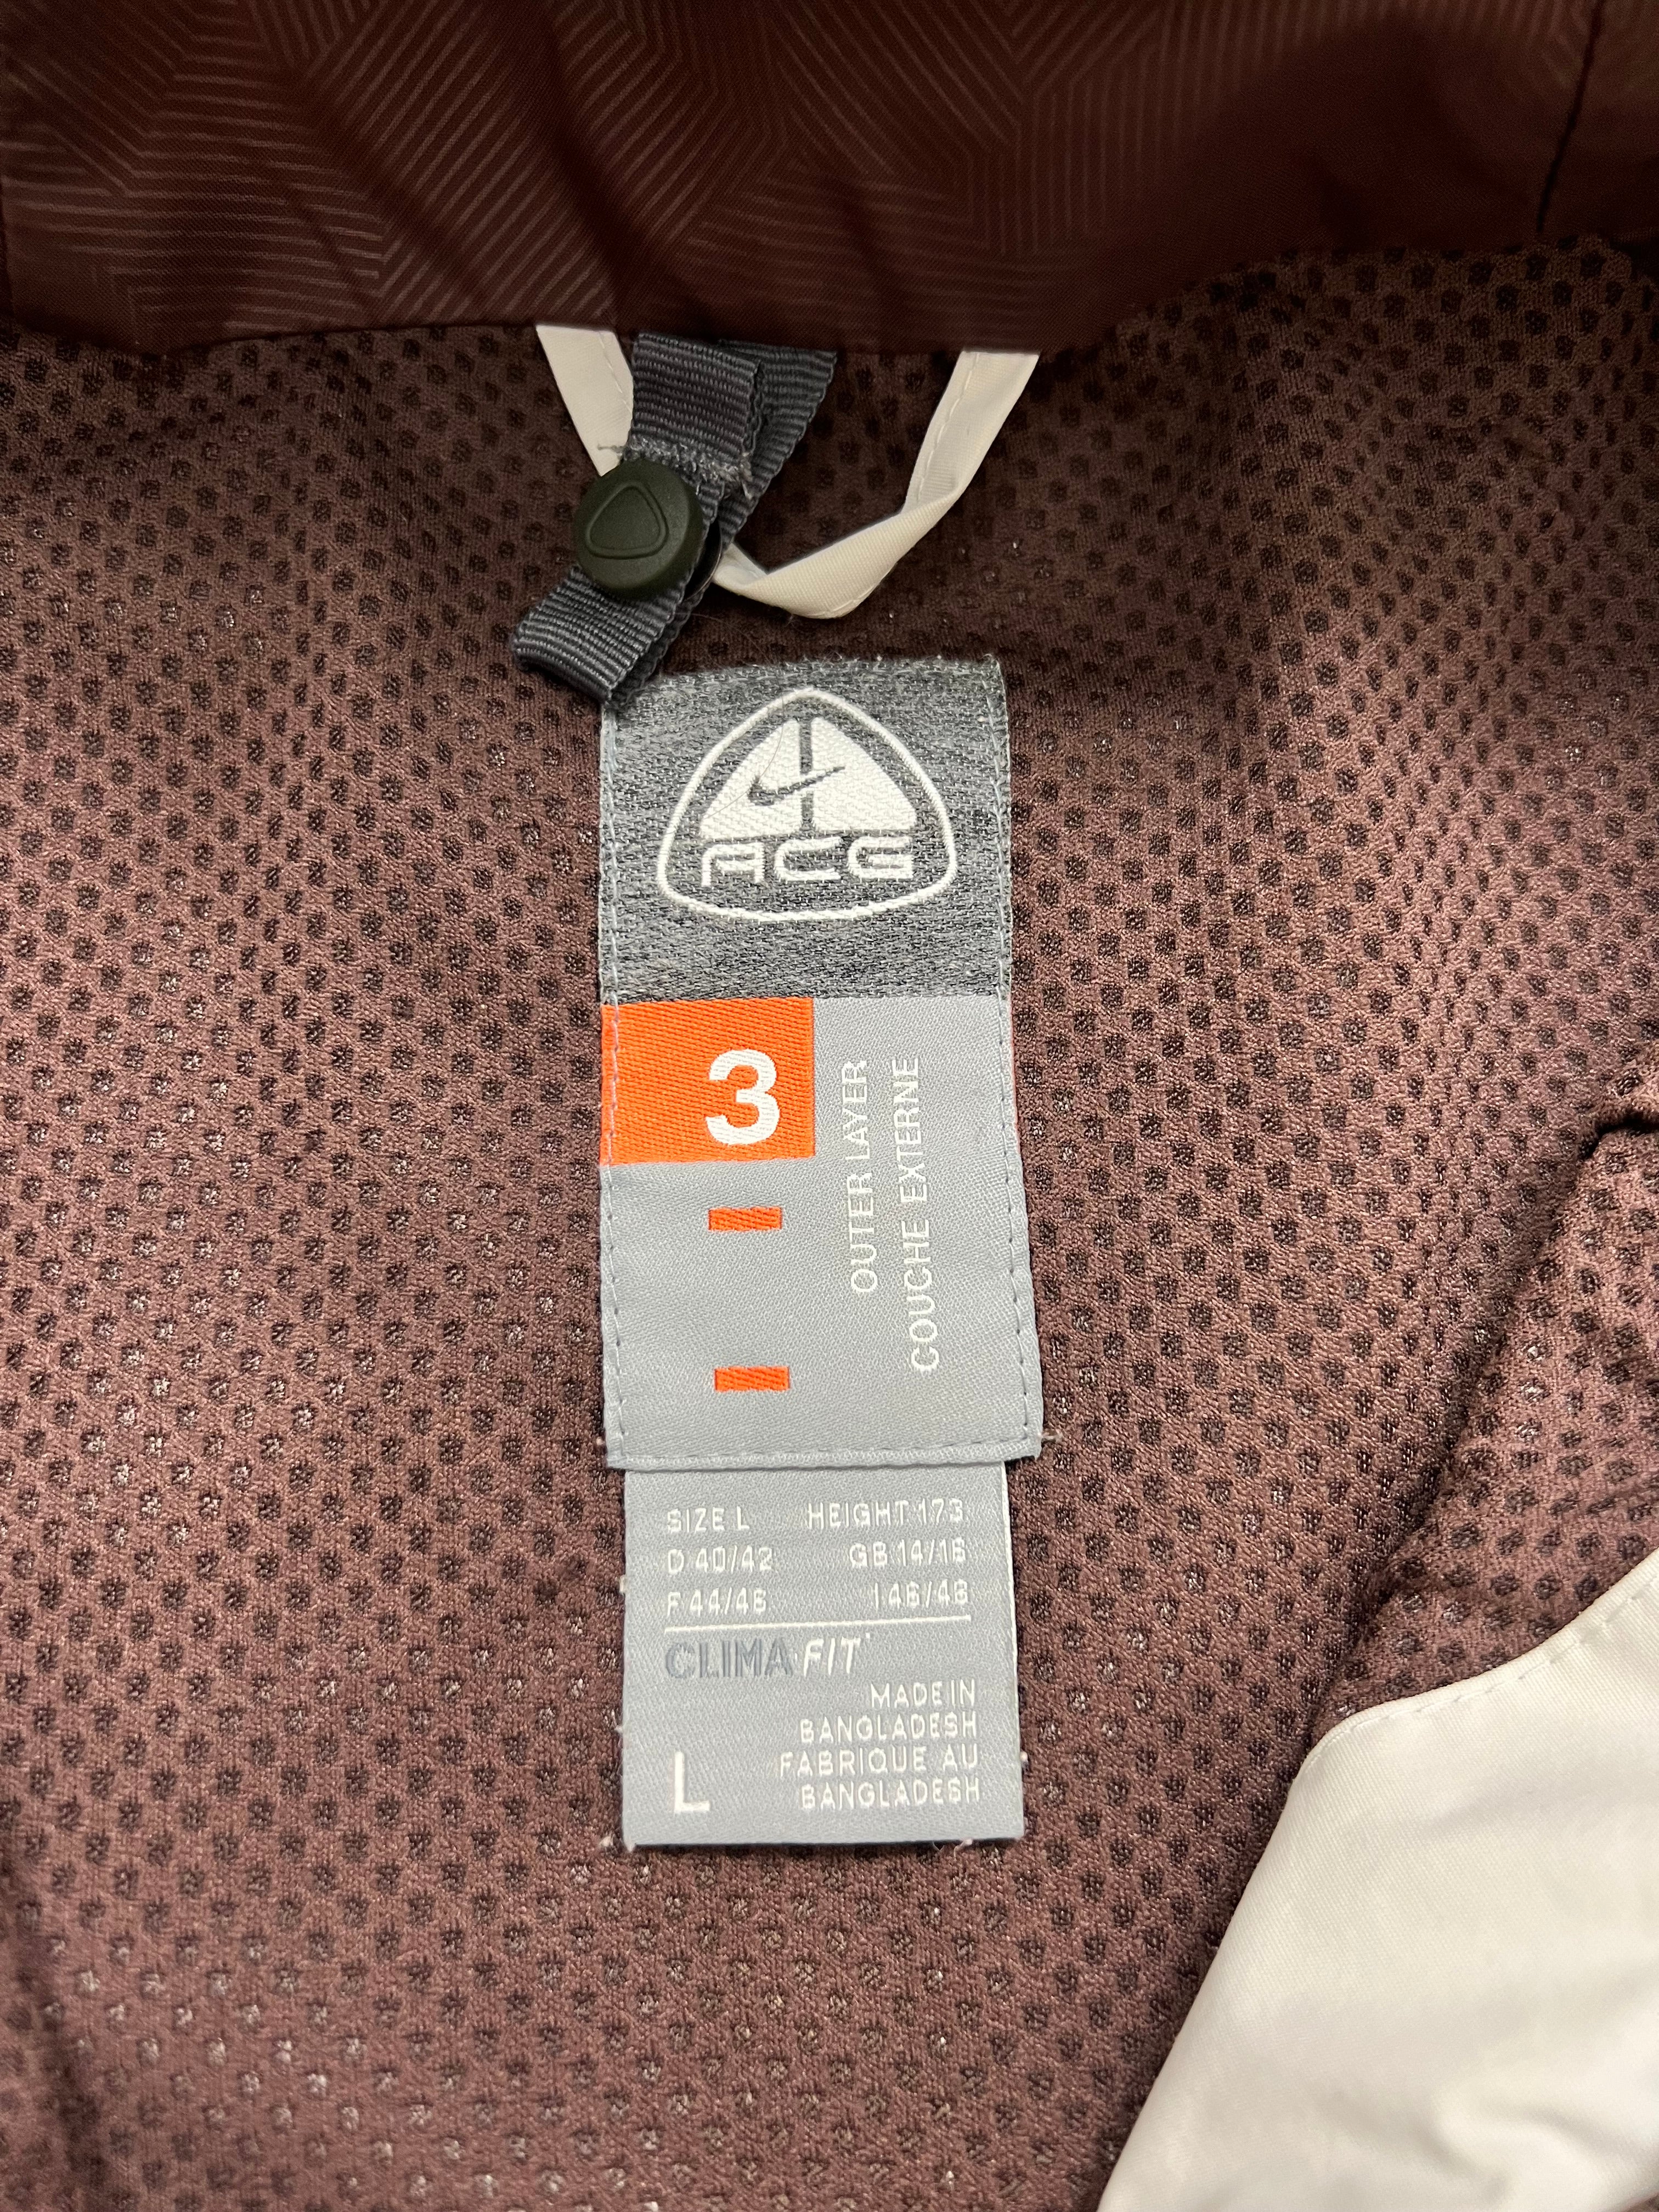 ACG
3
OUTER LAYER
COUCHE EXTERNE
SIZE L HEIGHT 173
D 40/42 GB 14/16
F 44/46 I 46/48
CLIMA FIT
MADE IN
BANGLADESH
FABRIQUE AU
BANGLADESH
L